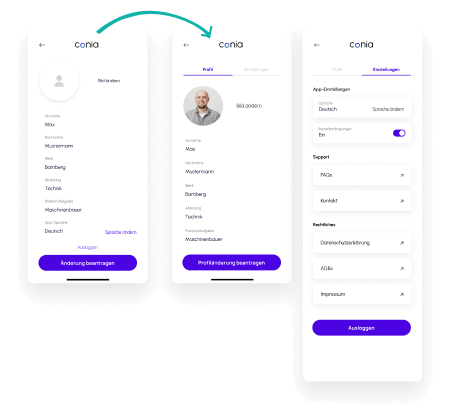 conia
Bild ändern
Vorname
Max
Nachname
Mustermann
Werk
Bamberg
Abteilung
Technik
Position/Aufgabe
Maschinenbauer
App-Sprache
Deutsch
Sprache ändern
Ausloggen
Änderung beantragen
conia
Profil
Einstellungen
Bild ändern
Vorname
Max
Nachname
Mustermann
Werk
Bamberg
Abteilung
Technik
Position/Aufgabe
Maschinenbauer
Profiländerung beantragen
conia
Profil
Einstellungen
App-Einstellungen
Sprache
Deutsch
Sprache ändern
Ein
Support
FAQs
Kontakt
Rechtliches
Datenschutzerklärung
AGBs
Impressum
Ausloggen